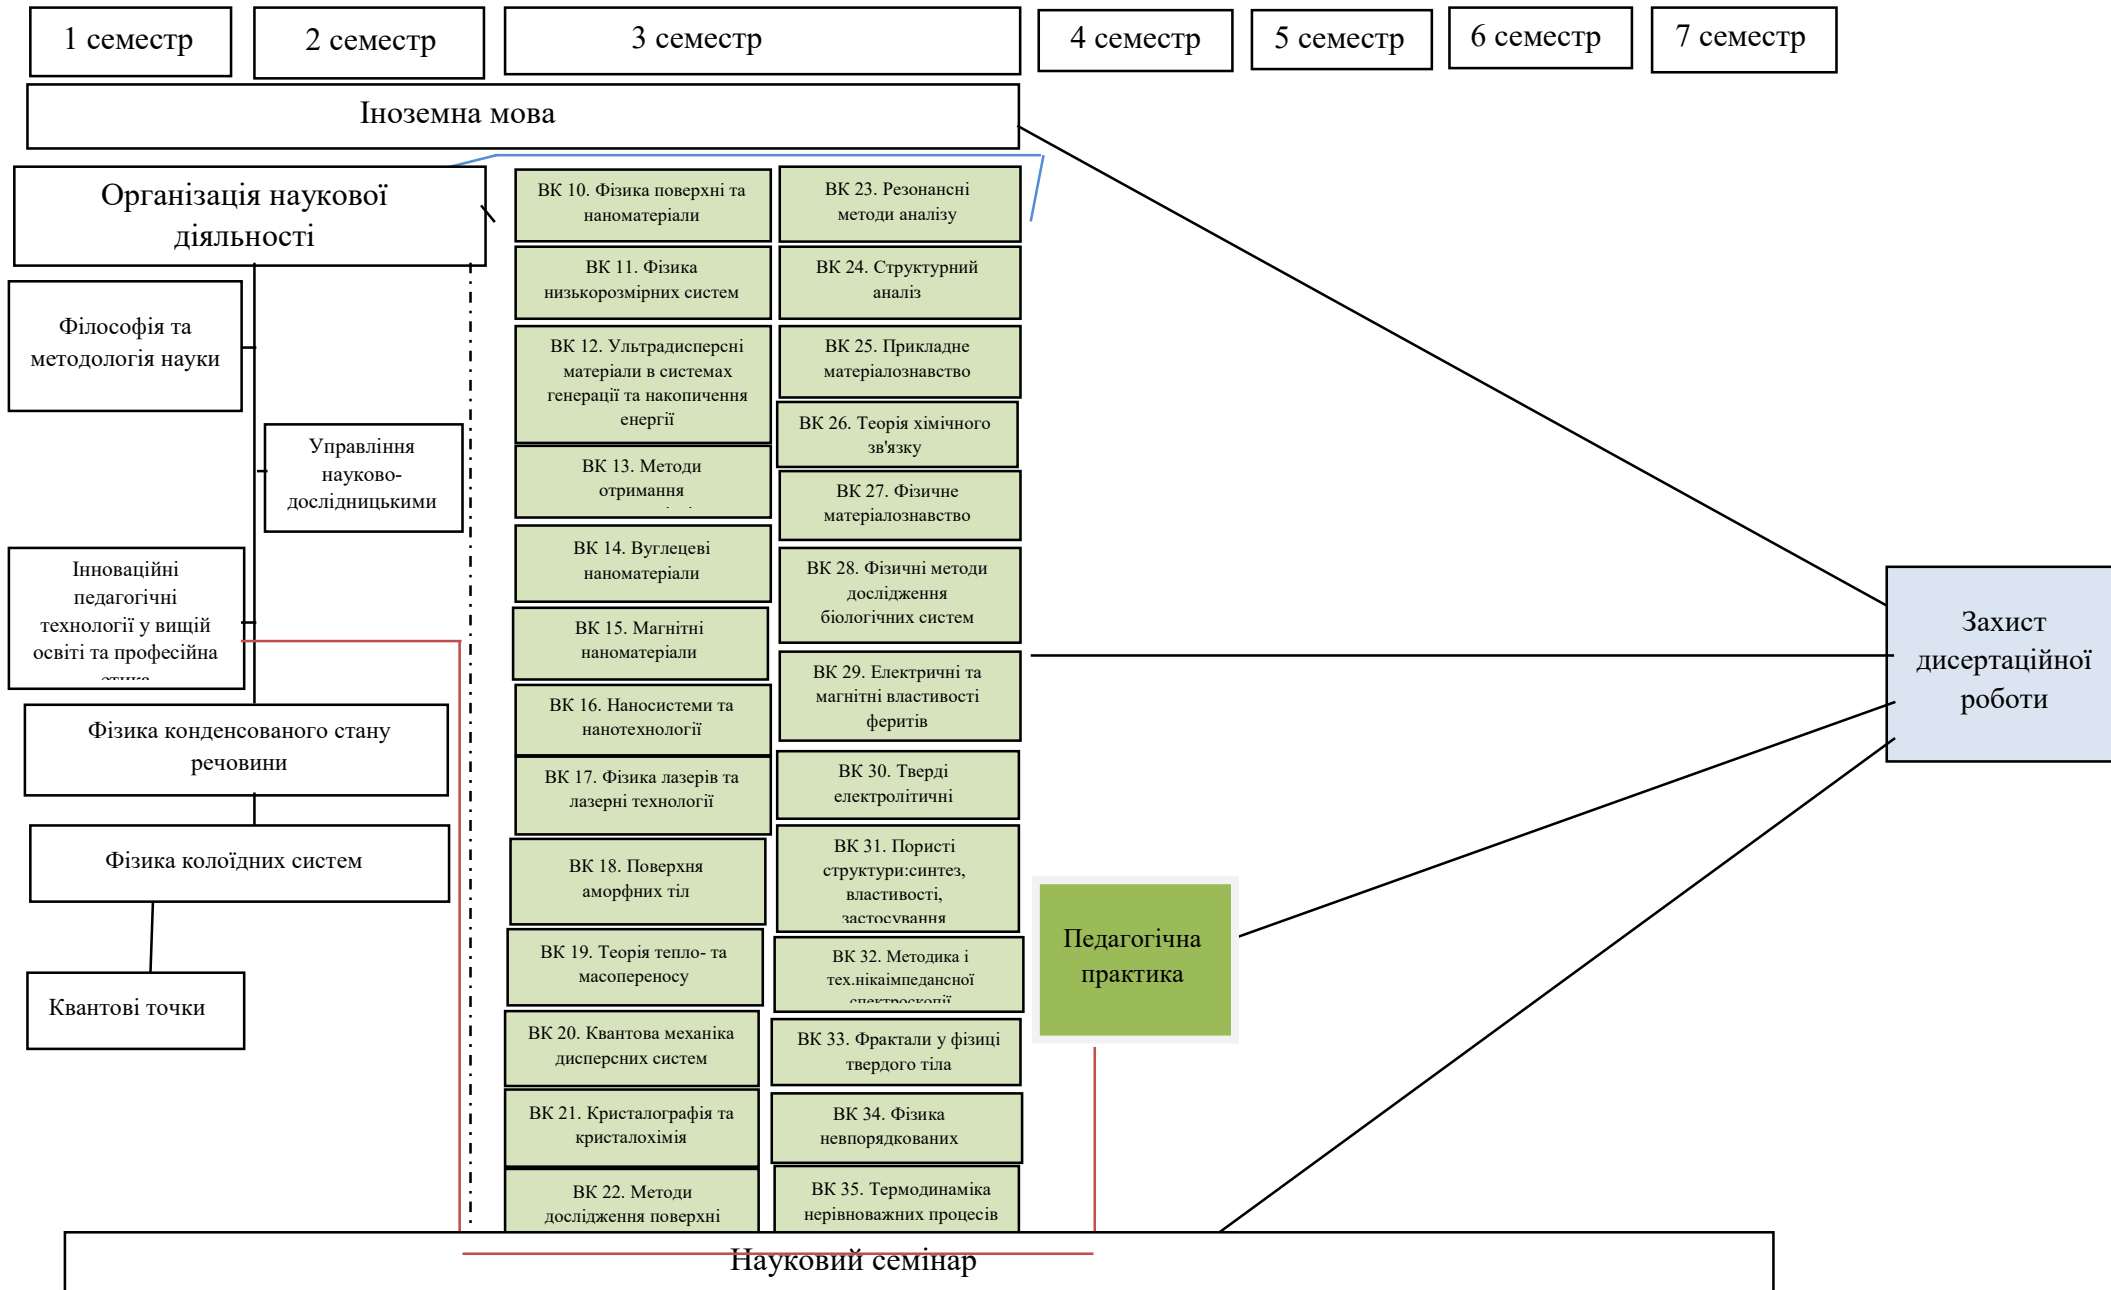 1 семестр
2 семестр
3 семестр
4 семестр
5 семестр
6 семестр
7 семестр
Іноземна мова
Організація наукової
діяльності
Філософія та
методологія науки
Управління
науково-
дослідницькими
Інноваційні
педагогічні
технології у вищій
освіті та професійна
етика
Фізика конденсованого стану
речовини
Фізика колоїдних систем
Квантові точки
ВК 10. Фізика поверхні та
наноматеріали
ВК 11. Фізика
низькорозмірних систем
ВК 12. Ультрадисперсні
матеріали в системах
генерації та накопичення
енергії
ВК 13. Методи
отримання
ВК 14. Вуглецеві
наноматеріали
ВК 15. Магнітні
наноматеріали
ВК 16. Наносистеми та
нанотехнології
ВК 17. Фізика лазерів та
лазерні технології
ВК 18. Поверхня
аморфних тіл
ВК 19. Теорія тепло- та
масопереносу
ВК 20. Квантова механіка
дисперсних систем
ВК 21. Кристалографія та
кристалохімія
ВК 22. Методи
дослідження поверхні
ВК 23. Резонансні
методи аналізу
ВК 24. Структурний
аналіз
ВК 25. Прикладне
матеріалознавство
ВК 26. Теорія хімічного
зв'язку
ВК 27. Фізичне
матеріалознавство
ВК 28. Фізичні методи
дослідження
біологічних систем
ВК 29. Електричні та
магнітні властивості
феритів
ВК 30. Тверді
електролітичні
ВК 31. Пористі
структури:синтез,
властивості,
застосування
ВК 32. Методика і
тех.нікаімпедансної
спектроскопії
ВК 33. Фрактали у фізиці
твердого тіла
ВК 34. Фізика
невпорядкованих
ВК 35. Термодинаміка
нерівноважних процесів
Педагогічна
практика
Захист
дисертаційної
роботи
Науковий семінар